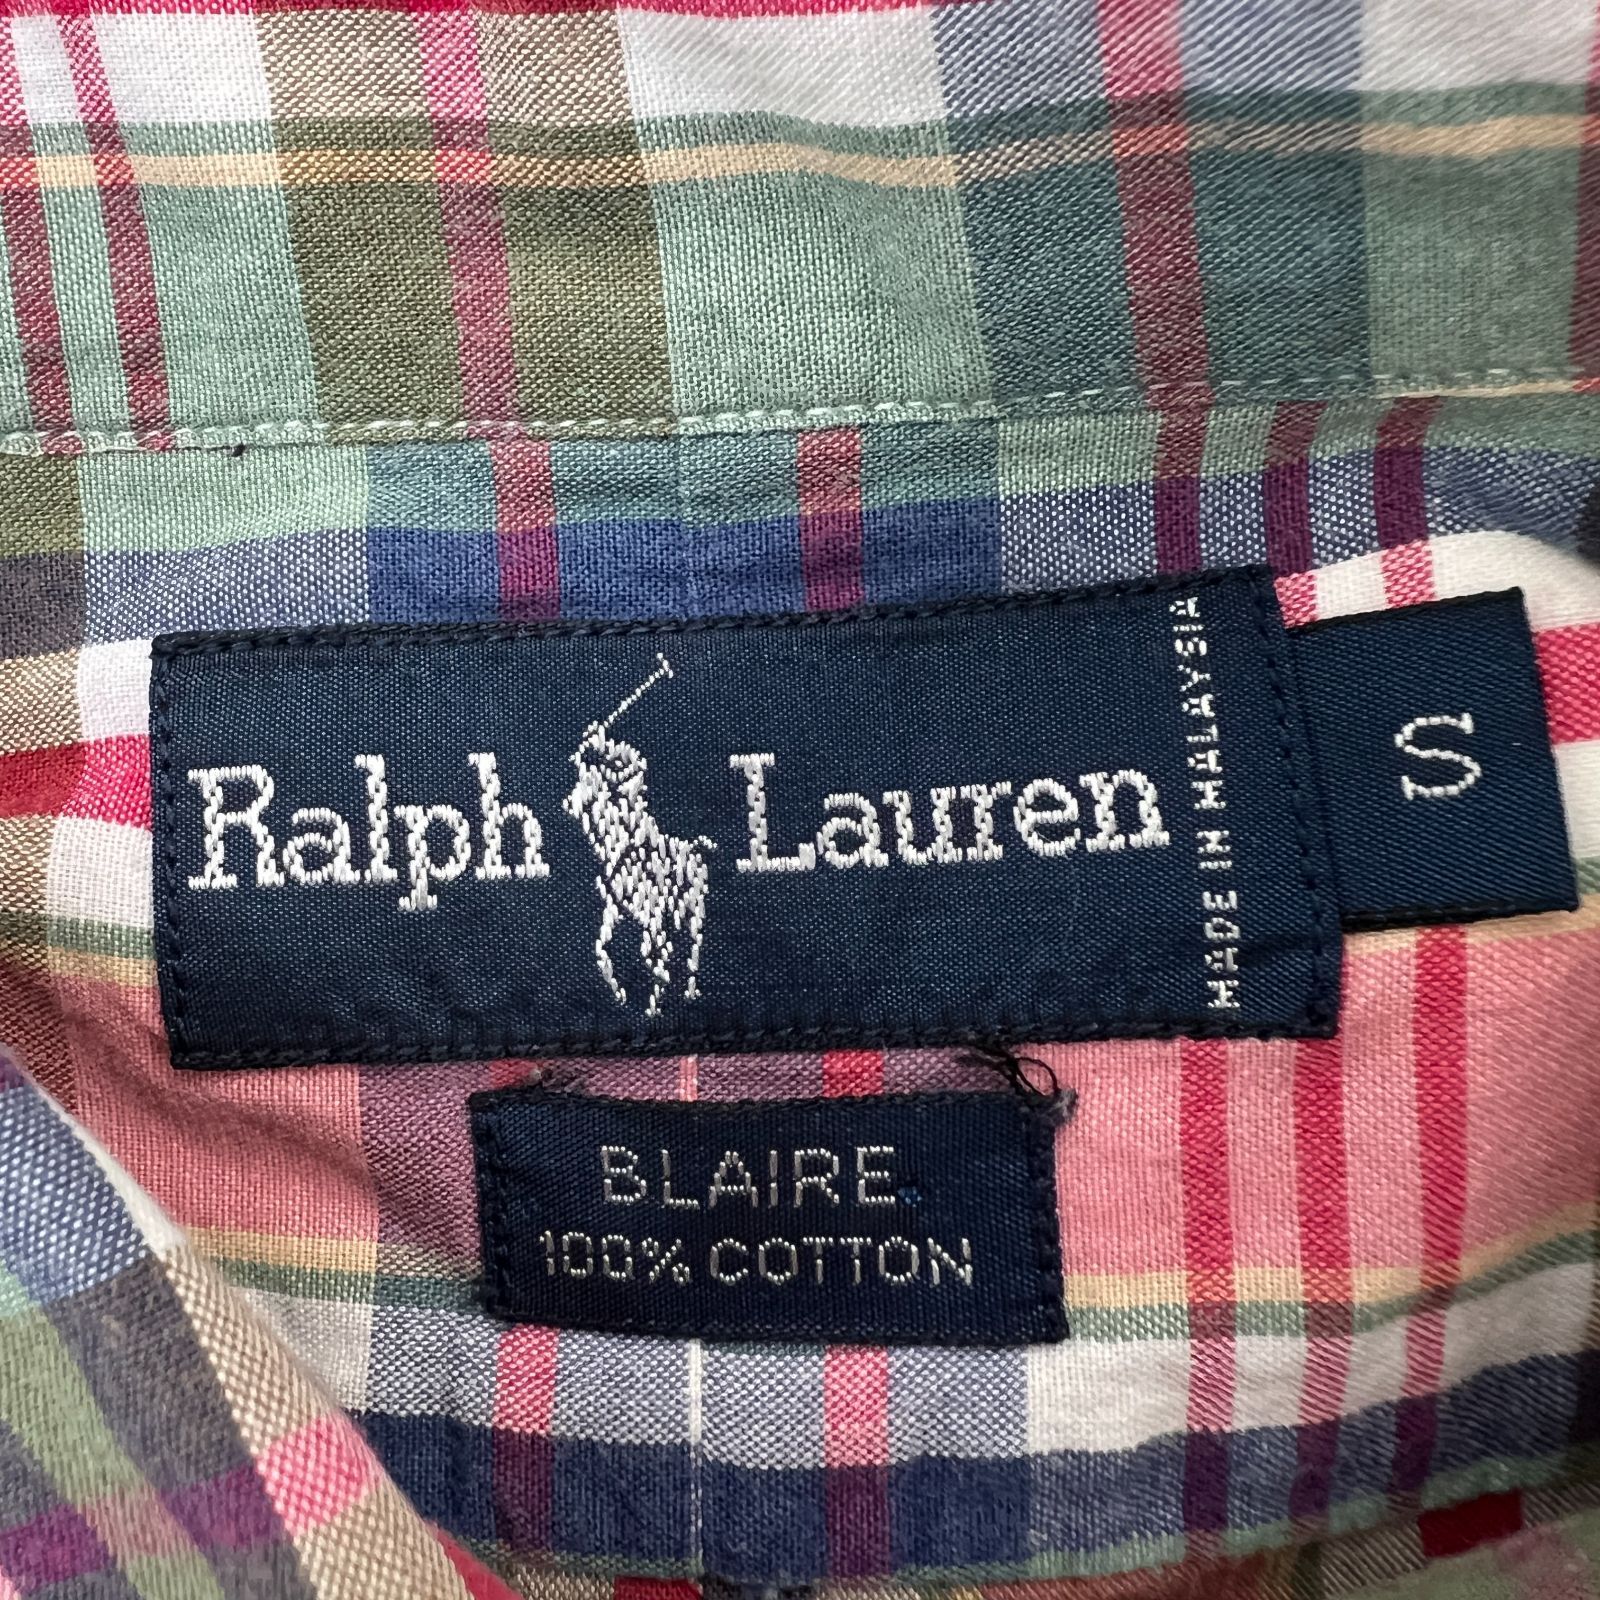 Ralph Lauren
MADE IN MALAYSIA
S
BLAIRE
100% COTTON